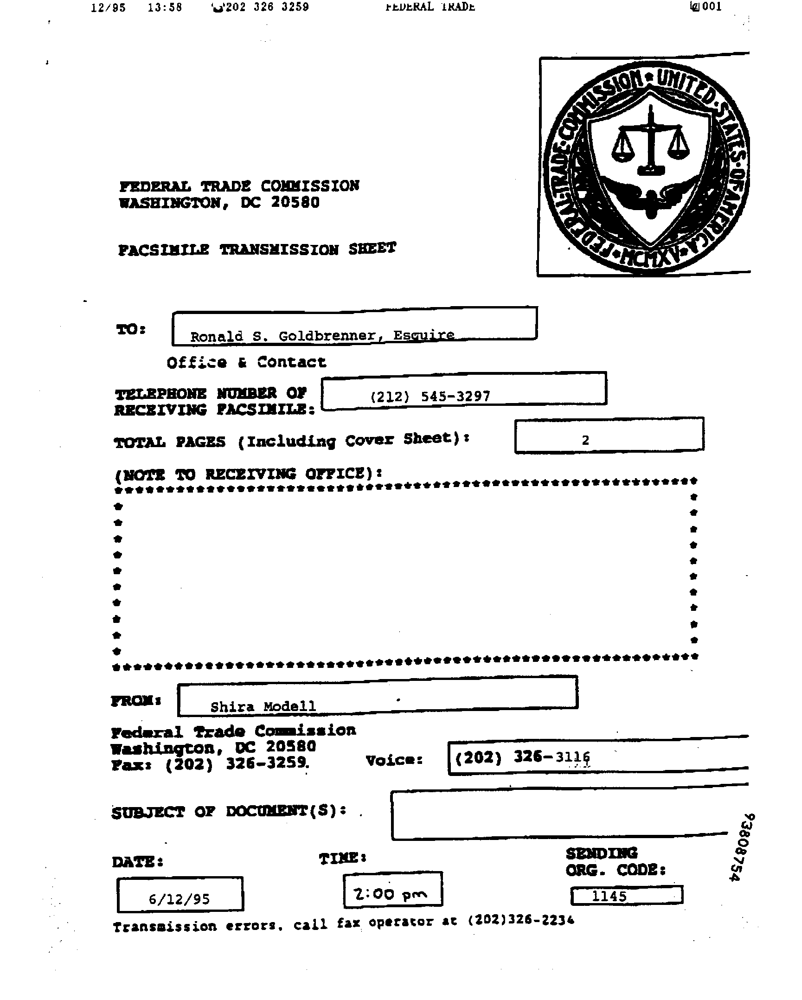 12/95 13:58 202 326 3259 FEDERAL TRADE 001
FEDERAL TRADE COMMISSION UNITED STATES OF AMERICA
MCMXV
FEDERAL TRADE COMMISSION
WASHINGTON, DC 20580
FACSIMILE TRANSMISSION SHEET
TO: Ronald S. Goldbrenner, Esquire
Office & Contact
TELEPHONE NUMBER OF
RECEIVING FACSIMILE: (212) 545-3297
TOTAL PAGES (Including Cover Sheet): 2
(NOTE TO RECEIVING OFFICE):
FROM: Shira Modell
Federal Trade Commission
Washington, DC 20580
Fax: (202) 326-3259. Voice: (202) 326-3116
SUBJECT OF DOCUMENT(S):
DATE: TIME: SENDING
ORG. CODE:
6/12/95 2:00 pm 1145
Transmission errors, call fax operator at (202)326-2234
93808754